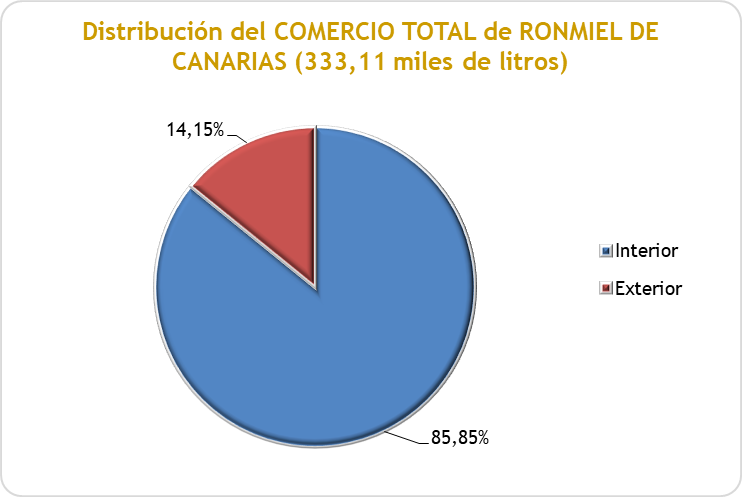 Distribución del COMERCIO TOTAL de RONMIEL DE
CANARIAS (333,11 miles de litros)
14,15%
Interior
Exterior
85,85%